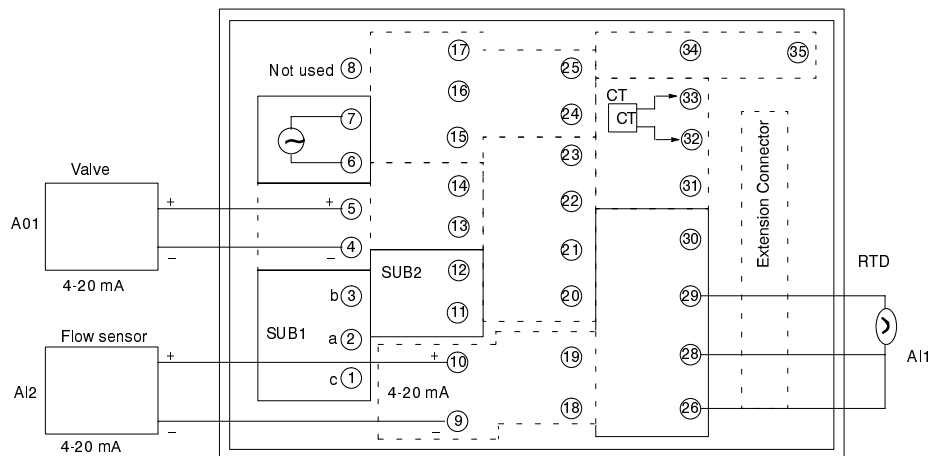 17
34
35
Not used 8
25
16
CT
33
7
24
CT
15
32
6
23
Valve
14
31
22
+
+
5
A01
13
30
4
21
–
–
Extension Connector
SUB2
12
RTD
4-20 mA
b 3
20
29
11
SUB1
Flow sensor
a 2
+
+
10
19
28
AI1
c 1
AI2
4-20 mA
18
26
9
–
–
4-20 mA